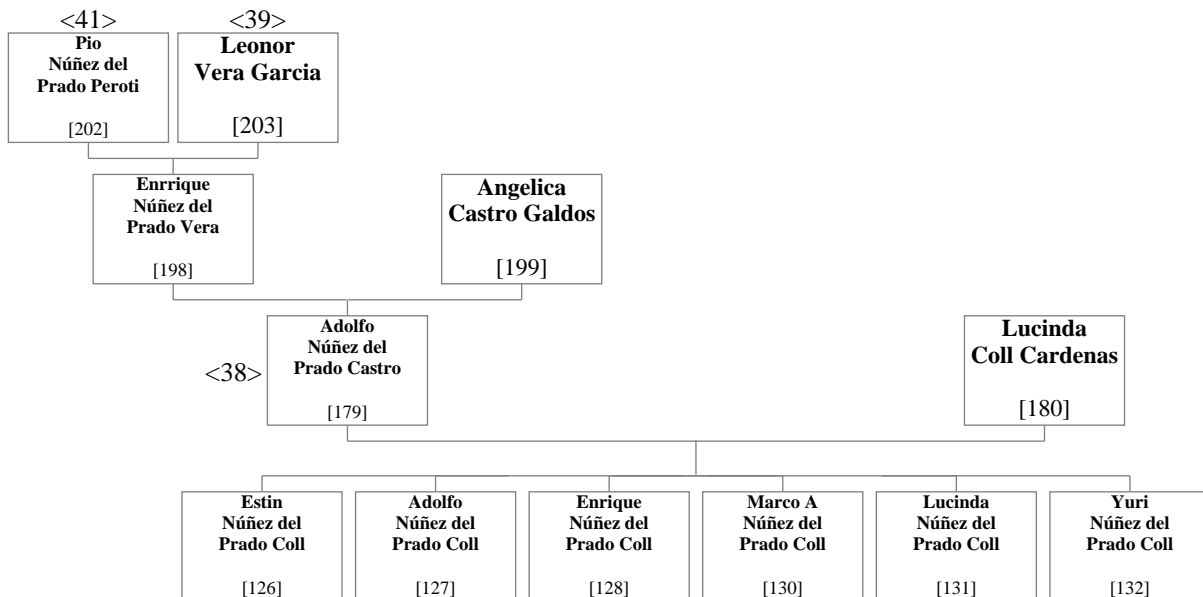 <41>
<39>
Pio
Núñez del
Prado Peroti
[202]
Leonor
Vera Garcia
[203]
Enrrique
Núñez del
Prado Vera
[198]
Angelica
Castro Galdos
[199]
<38>
Adolfo
Núñez del
Prado Castro
[179]
Lucinda
Coll Cardenas
[180]
Estin
Núñez del
Prado Coll
[126]
Adolfo
Núñez del
Prado Coll
[127]
Enrique
Núñez del
Prado Coll
[128]
Marco A
Núñez del
Prado Coll
[130]
Lucinda
Núñez del
Prado Coll
[131]
Yuri
Núñez del
Prado Coll
[132]